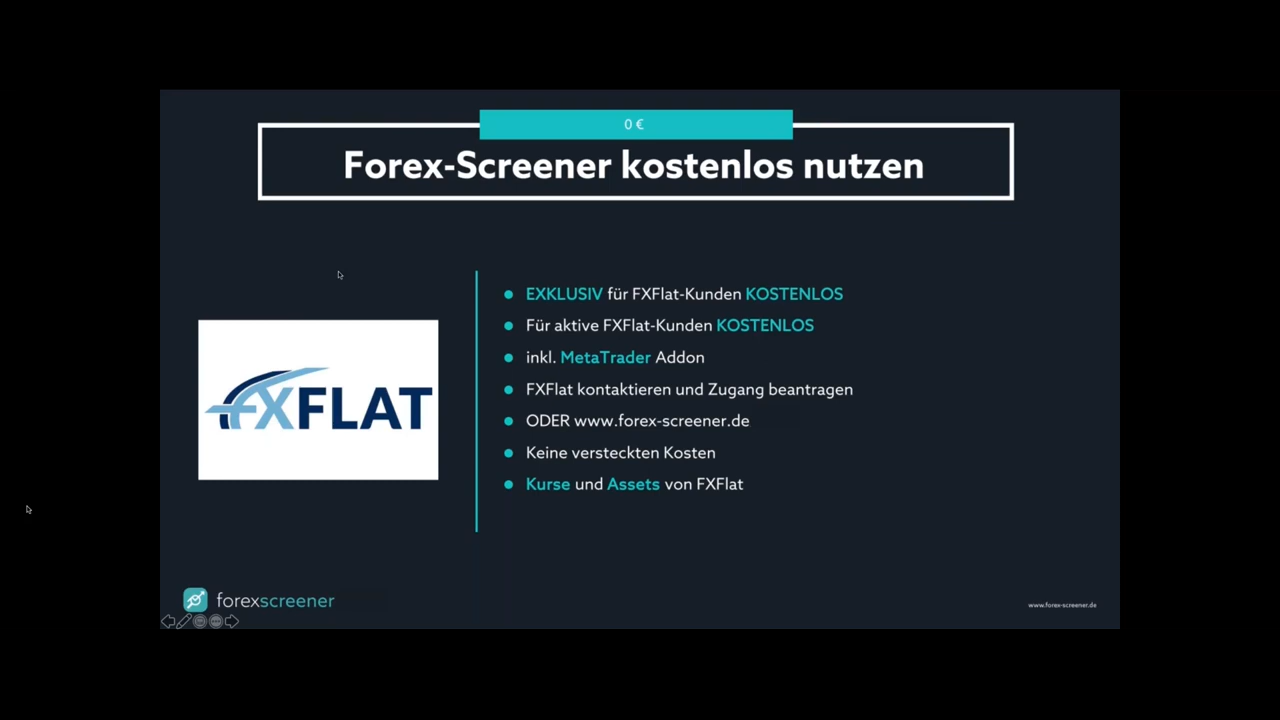 0 €
Forex-Screener kostenlos nutzen
EXKLUSIV für FXFlat-Kunden KOSTENLOS
Für aktive FXFlat-Kunden KOSTENLOS
inkl. MetaTrader Addon
FXFlat kontaktieren und Zugang beantragen
ODER www.forex-screener.de
Keine versteckten Kosten
Kurse und Assets von FXFlat
FXFLAT
forexscreener
www.forex-screener.de